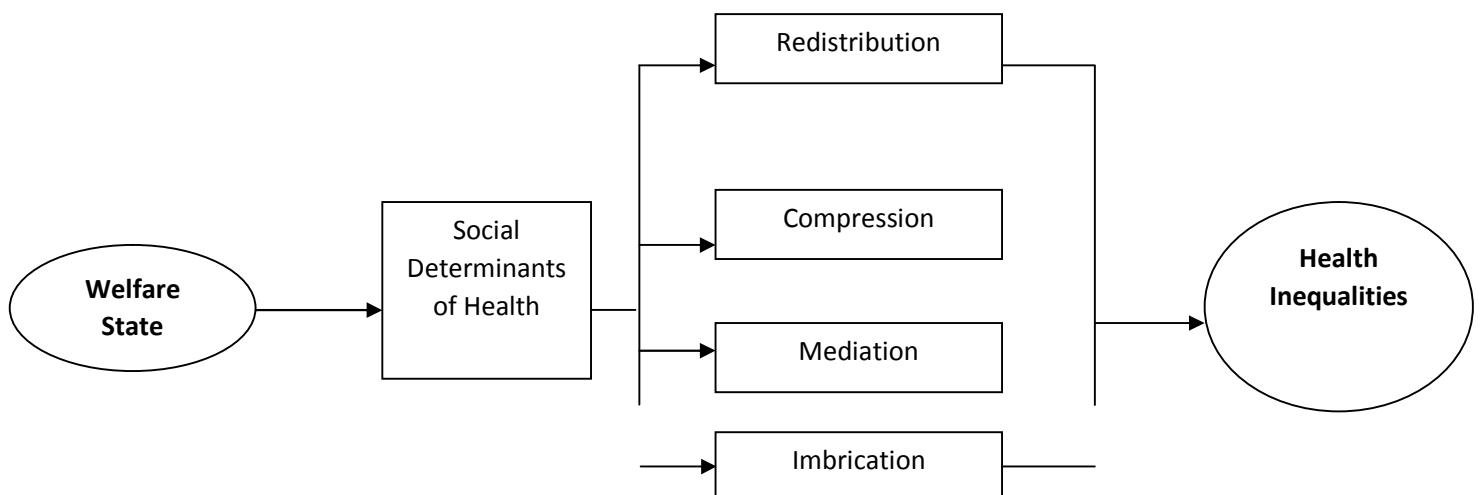 Welfare
State
Social
Determinants
of Health
Redistribution
Compression
Mediation
Imbrication
Health
Inequalities